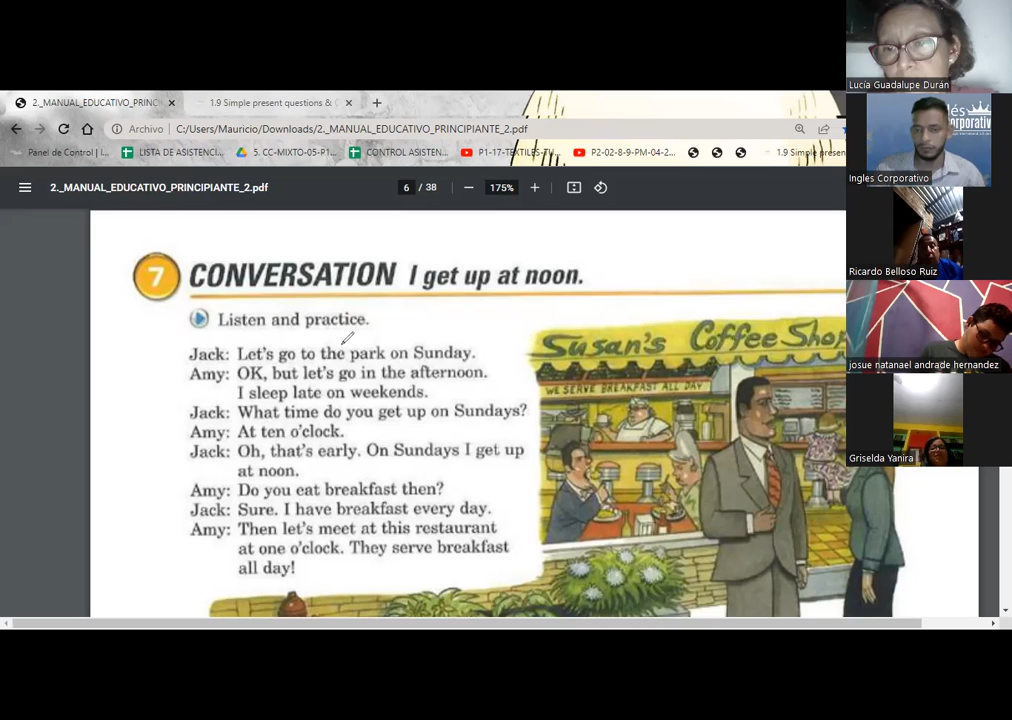 Lucía Guadalupe Durán
2._MANUAL_EDUCATIVO_PRINCI
1.9 Simple present questions & 
Archivo
C:/Users/Mauricio/Downloads/2._MANUAL_EDUCATIVO_PRINCIPIANTE_2.pdf
Panel de Control | I...
LISTA DE ASISTENCI...
5. CC-MIXTO-05-P1...
CONTROL ASISTEN...
P1-17-TEXTILES-TU...
P2-02-8-9-PM-04-2...
1.9 Simple presen
Ingles Corporativo
2._MANUAL_EDUCATIVO_PRINCIPIANTE_2.pdf
6 / 38
175%
7 CONVERSATION I get up at noon.
Listen and practice.
Jack: Let's go to the park on Sunday.
Amy: OK, but let's go in the afternoon.
I sleep late on weekends.
Jack: What time do you get up on Sundays?
Amy: At ten o'clock.
Jack: Oh, that's early. On Sundays I get up
at noon.
Amy: Do you eat breakfast then?
Jack: Sure. I have breakfast every day.
Amy: Then let's meet at this restaurant
at one o'clock. They serve breakfast
all day!
Susan's Coffee Shop
WE SERVE BREAKFAST ALL DAY
Ricardo Belloso Ruiz
josue natanael andrade hernandez
Griselda Yanira